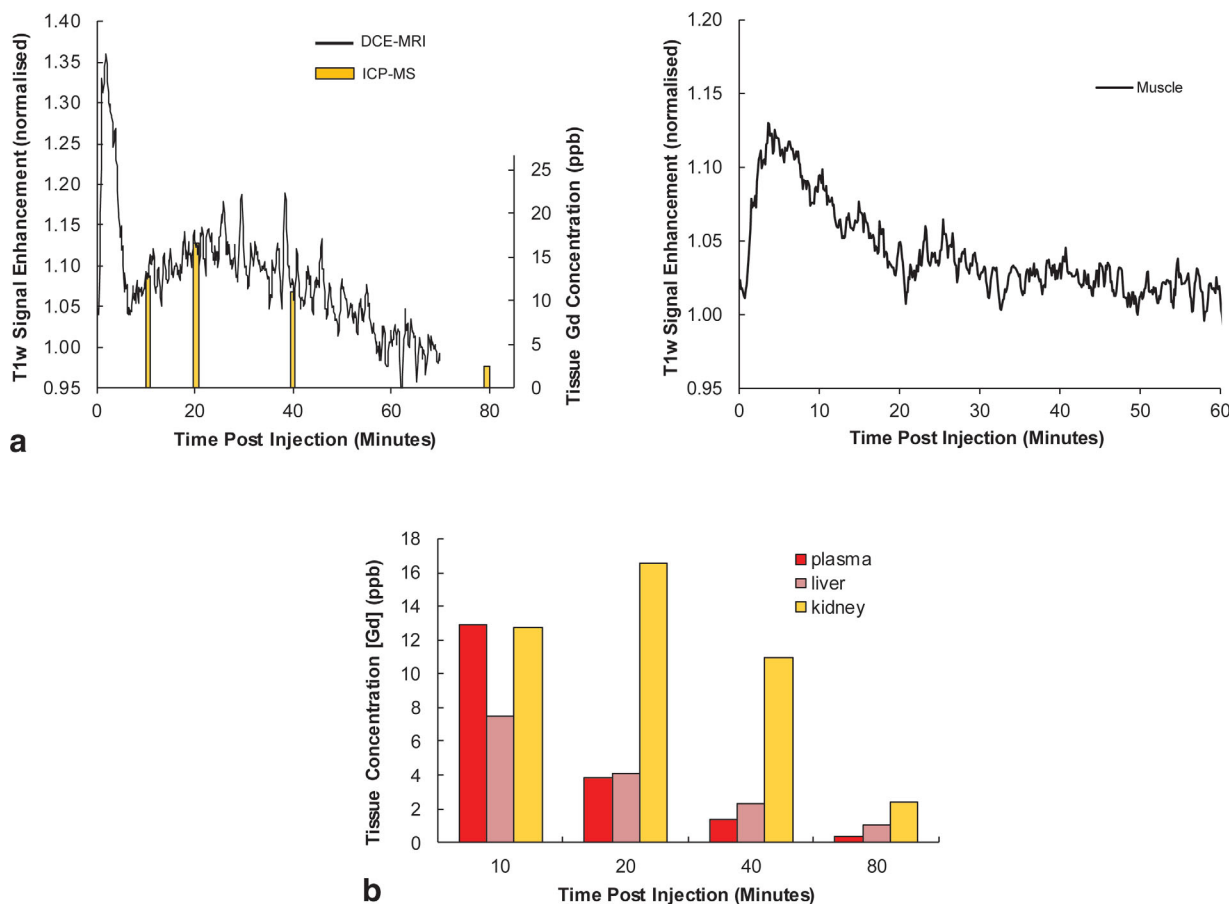 1.40
1.35
1.30
1.25
1.20
1.15
1.10
1.05
1.00
0.95
T1w Signal Enhancement (normalised)
DCE-MRI
ICP-MS
25
20
15
10
5
0
Tissue Gd Concentration (ppb)
0 20 40 60 80
Time Post Injection (Minutes)
a
1.20
1.15
1.10
1.05
1.00
0.95
T1w Signal Enhancement (normalised)
Muscle
0 10 20 30 40 50 60
Time Post Injection (Minutes)
18
16
14
12
10
8
6
4
2
0
Tissue Concentration [Gd] (ppb)
plasma
liver
kidney
10 20 40 80
Time Post Injection (Minutes)
b